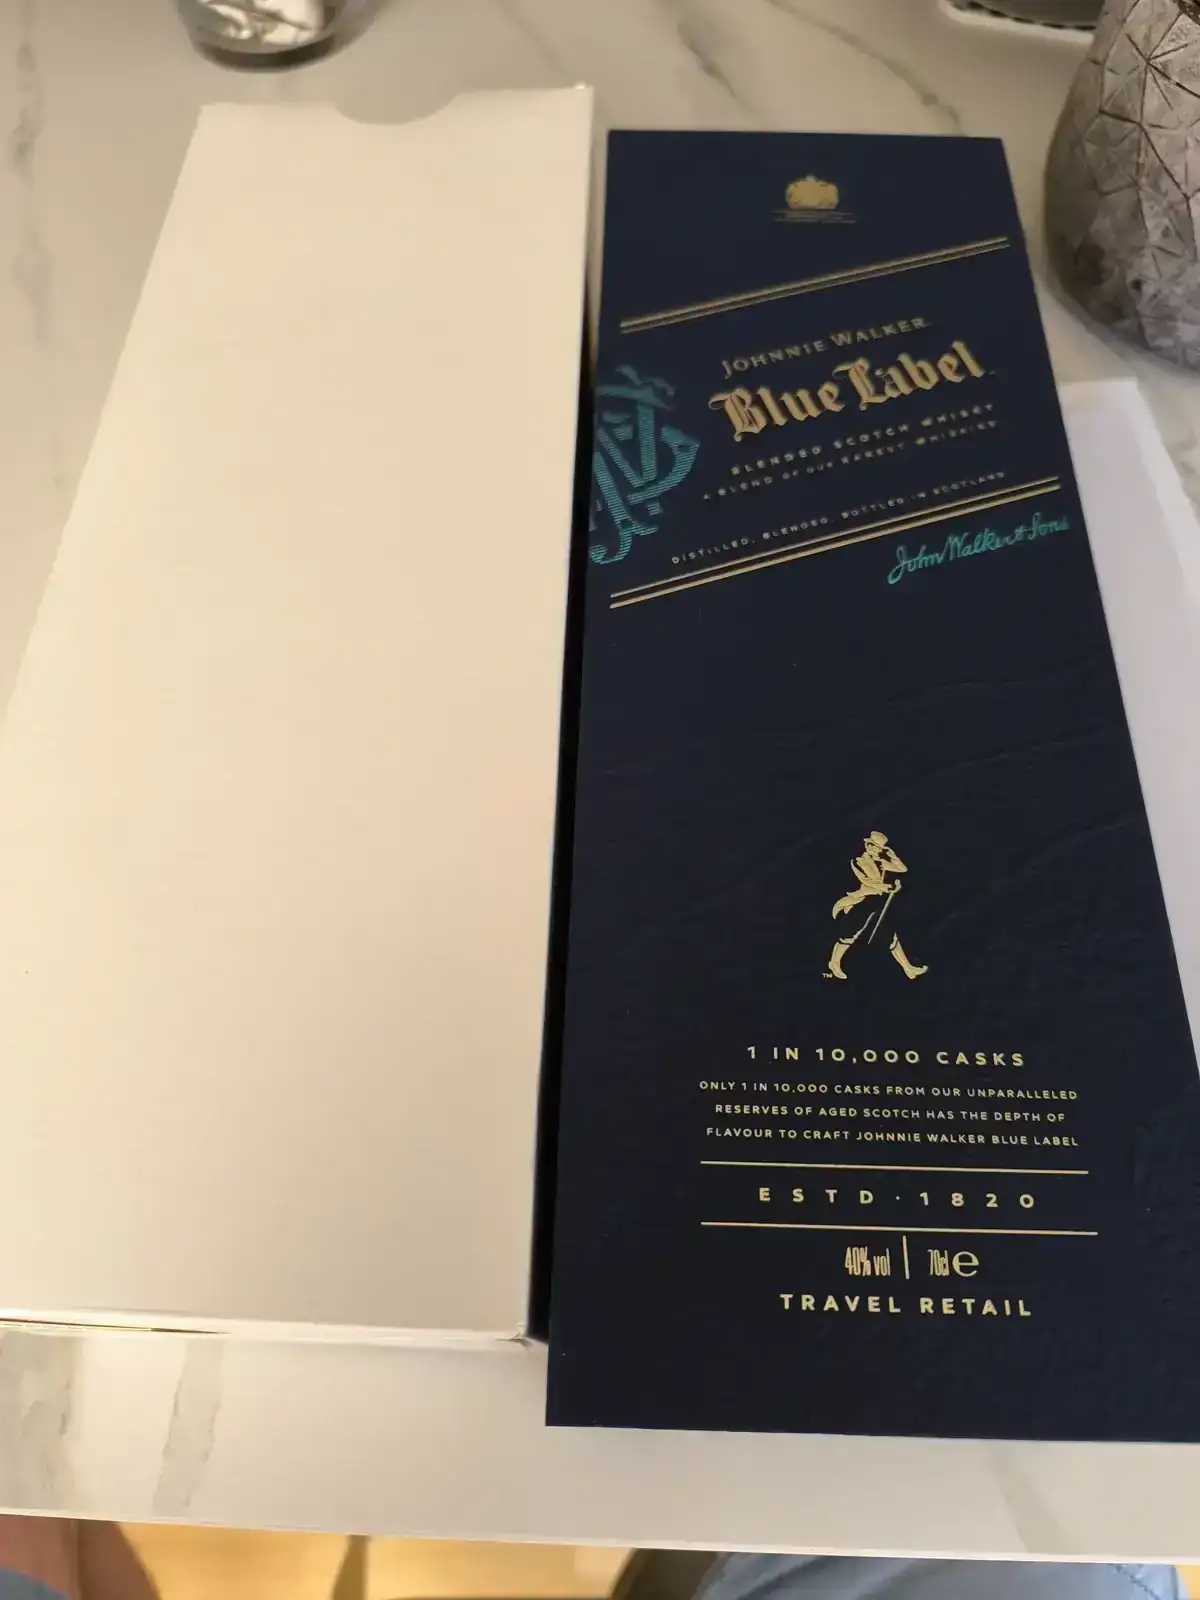 JOHNNIE WALKER
Blue Label
BLENDED SCOTCH WHISKY
A BLEND OF OUR RAREST WHISKIES
DISTILLED, BLENDED, BOTTLED IN SCOTLAND
John Walker & Sons
TM
1 IN 10,000 CASKS
ONLY 1 IN 10,000 CASKS FROM OUR UNPARALLELED
RESERVES OF AGED SCOTCH HAS THE DEPTH OF
FLAVOUR TO CRAFT JOHNNIE WALKER BLUE LABEL
ESTD · 1820
40% vol | 70cl e
TRAVEL RETAIL